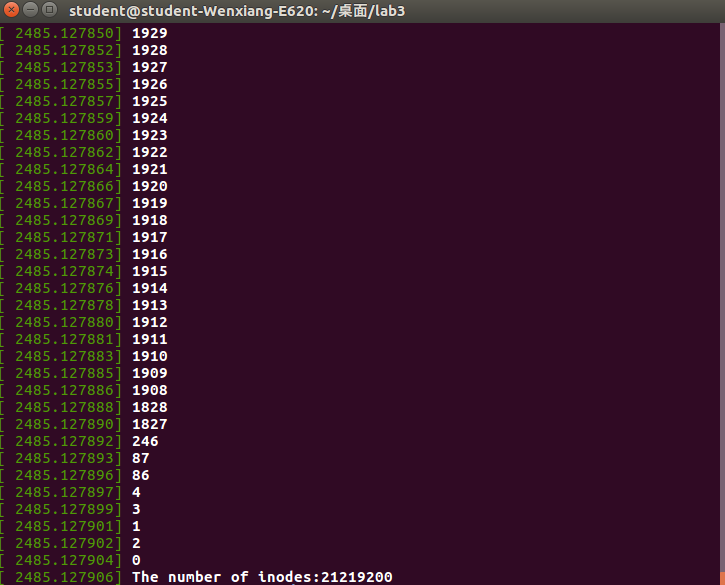 student@student-Wenxiang-E620: ~/桌面/lab3
[ 2485.127850] 1929
[ 2485.127852] 1928
[ 2485.127853] 1927
[ 2485.127855] 1926
[ 2485.127857] 1925
[ 2485.127859] 1924
[ 2485.127860] 1923
[ 2485.127862] 1922
[ 2485.127864] 1921
[ 2485.127866] 1920
[ 2485.127867] 1919
[ 2485.127869] 1918
[ 2485.127871] 1917
[ 2485.127873] 1916
[ 2485.127874] 1915
[ 2485.127876] 1914
[ 2485.127878] 1913
[ 2485.127880] 1912
[ 2485.127881] 1911
[ 2485.127883] 1910
[ 2485.127885] 1909
[ 2485.127886] 1908
[ 2485.127888] 1828
[ 2485.127890] 1827
[ 2485.127892] 246
[ 2485.127893] 87
[ 2485.127896] 86
[ 2485.127897] 4
[ 2485.127899] 3
[ 2485.127901] 1
[ 2485.127902] 2
[ 2485.127904] 0
[ 2485.127906] The number of inodes:21219200